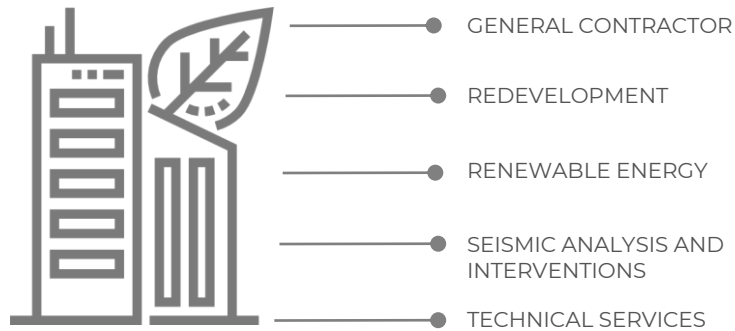 GENERAL CONTRACTOR
REDEVELOPMENT
RENEWABLE ENERGY
SEISMIC ANALYSIS AND
INTERVENTIONS
TECHNICAL SERVICES